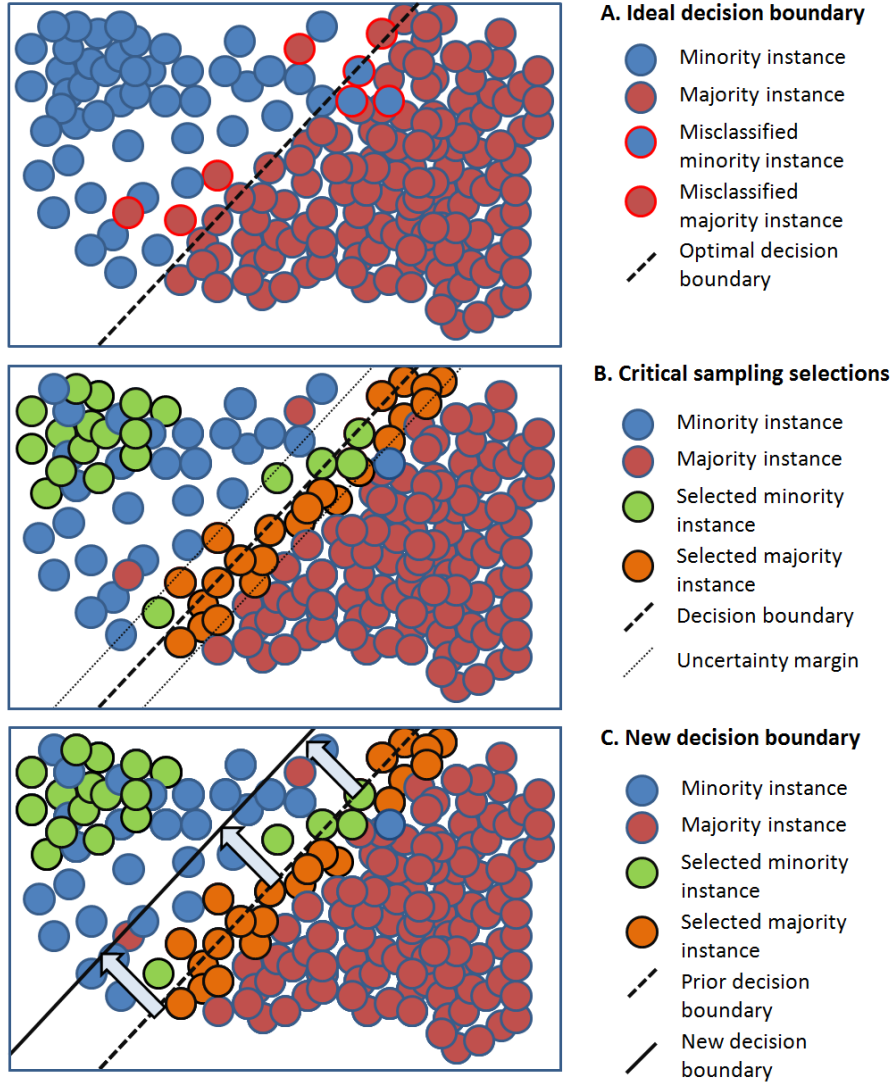 A. Ideal decision boundary
Minority instance
Majority instance
Misclassified
minority instance
Misclassified
majority instance
Optimal decision
boundary
B. Critical sampling selections
Minority instance
Majority instance
Selected minority
instance
Selected majority
instance
Decision boundary
Uncertainty margin
C. New decision boundary
Minority instance
Majority instance
Selected minority
instance
Selected majority
instance
Prior decision
boundary
New decision
boundary